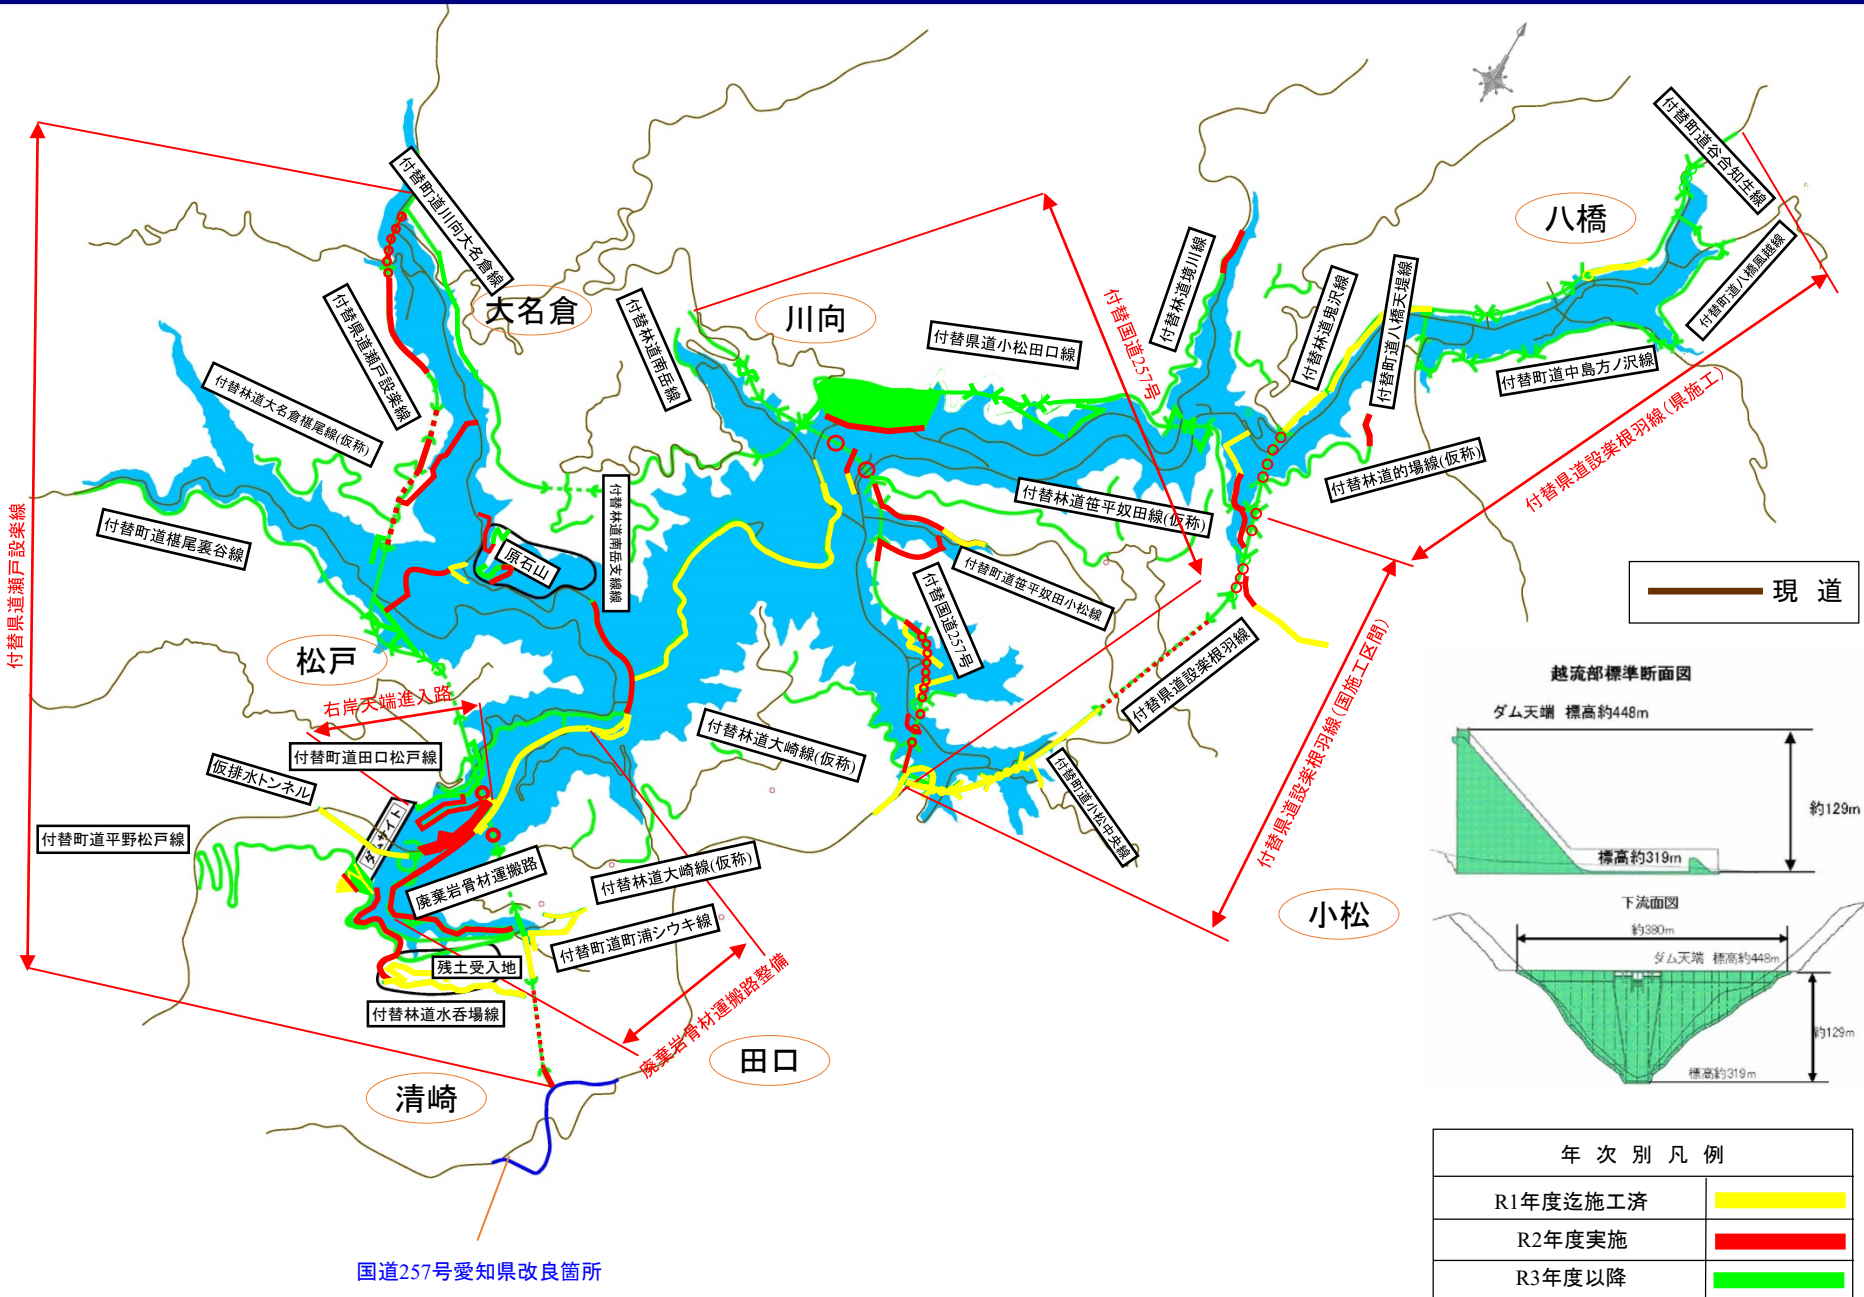 付替町道谷合知生線
八橋
付替町道川向大名倉線
付替町道八橋風越線
付替林道境川線
付替県道瀬戸設楽線
大名倉
付替林道南岳線
川向
付替国道257号
付替林道鬼沢線
付替町道八橋天堤線
付替県道小松田口線
付替町道中島方ノ沢線
付替林道大名倉椹尾線(仮称)
付替県道設楽根羽線(県施工)
付替県道瀬戸設楽線
付替町道椹尾裏谷線
付替林道南岳支線線
原石山
付替林道笹平奴田線(仮称)
付替林道的場線(仮称)
付替町道笹平奴田小松線
付替国道257号
現 道
松戸
右岸天端進入路
付替町道田口松戸線
付替林道大崎線(仮称)
付替県道設楽根羽線
付替県道設楽根羽線(国施工区間)
付替町道小松中央線
仮排水トンネル
ダムサイト
付替町道平野松戸線
廃棄岩骨材運搬路
付替林道大崎線(仮称)
付替町道町浦シウキ線
小松
残土受入地
付替林道水呑場線
廃棄岩骨材運搬路整備
田口
清崎
国道257号愛知県改良箇所
越流部標準断面図
ダム天端 標高約448m
約129m
標高約319m
下流面図
約380m
ダム天端 標高約448m
約129m
標高約319m
年 次 別 凡 例
R1年度迄施工済
R2年度実施
R3年度以降